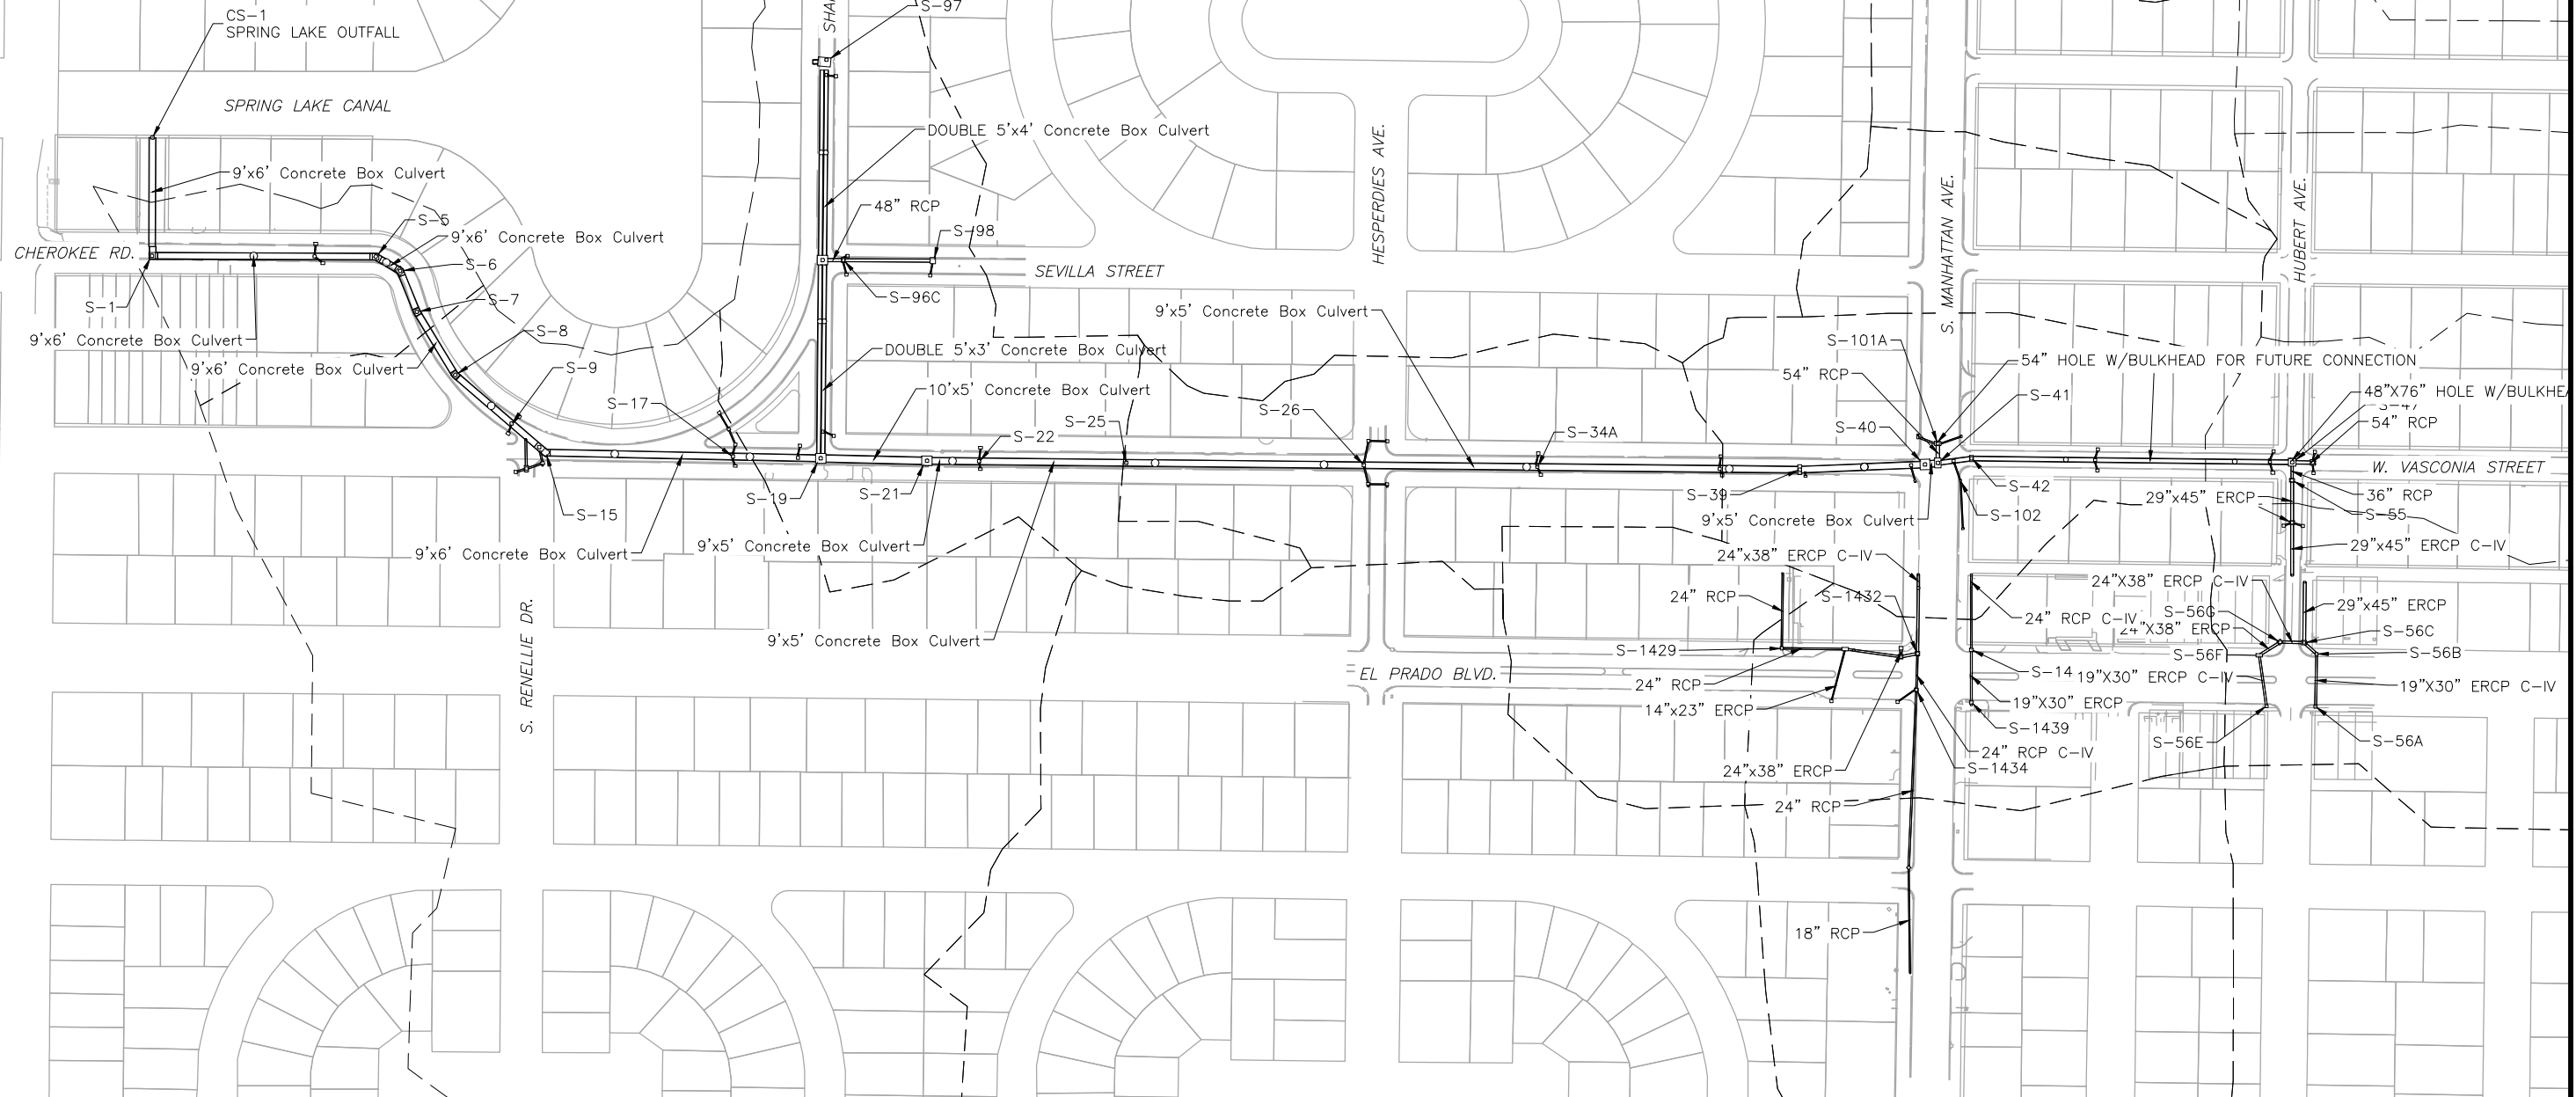 CS-1
SPRING LAKE OUTFALL
S-97
SPRING LAKE CANAL
DOUBLE 5'x4' Concrete Box Culvert
HESPERDIES AVE.
9'x6' Concrete Box Culvert
48" RCP
S-5
S-98
9'x6' Concrete Box Culvert
CHEROKEE RD.
S-6
SEVILLA STREET
S. MANHATTAN AVE.
HUBERT AVE.
S-1
S-7
S-96C
9'x5' Concrete Box Culvert
S-8
9'x6' Concrete Box Culvert
S-101A
DOUBLE 5'x3' Concrete Box Culvert
54" HOLE W/BULKHEAD FOR FUTURE CONNECTION
9'x6' Concrete Box Culvert
S-9
54" RCP
10'x5' Concrete Box Culvert
48"X76" HOLE W/BULKHEA
S-17
S-26
S-41
S-47
S-25
54" RCP
S-22
S-34A
S-40
W. VASCONIA STREET
S-19
S-21
S-39
S-42
36" RCP
29"x45" ERCP
S-15
S-102
S-55
9'x5' Concrete Box Culvert
9'x5' Concrete Box Culvert
29"x45" ERCP C-IV
9'x6' Concrete Box Culvert
24"x38" ERCP C-IV
24"X38" ERCP C-IV
24" RCP
S-1432
29"x45" ERCP
S-56G
24" RCP C-IV
24"X38" ERCP
S-56C
S. RENELLIE DR.
9'x5' Concrete Box Culvert
S-1429
S-56F
S-56B
EL PRADO BLVD.
S-14
19"X30" ERCP C-IV
24" RCP
19"X30" ERCP C-IV
19"X30" ERCP
14"x23" ERCP
S-1439
S-56E
S-56A
24" RCP C-IV
24"x38" ERCP
S-1434
24" RCP
18" RCP